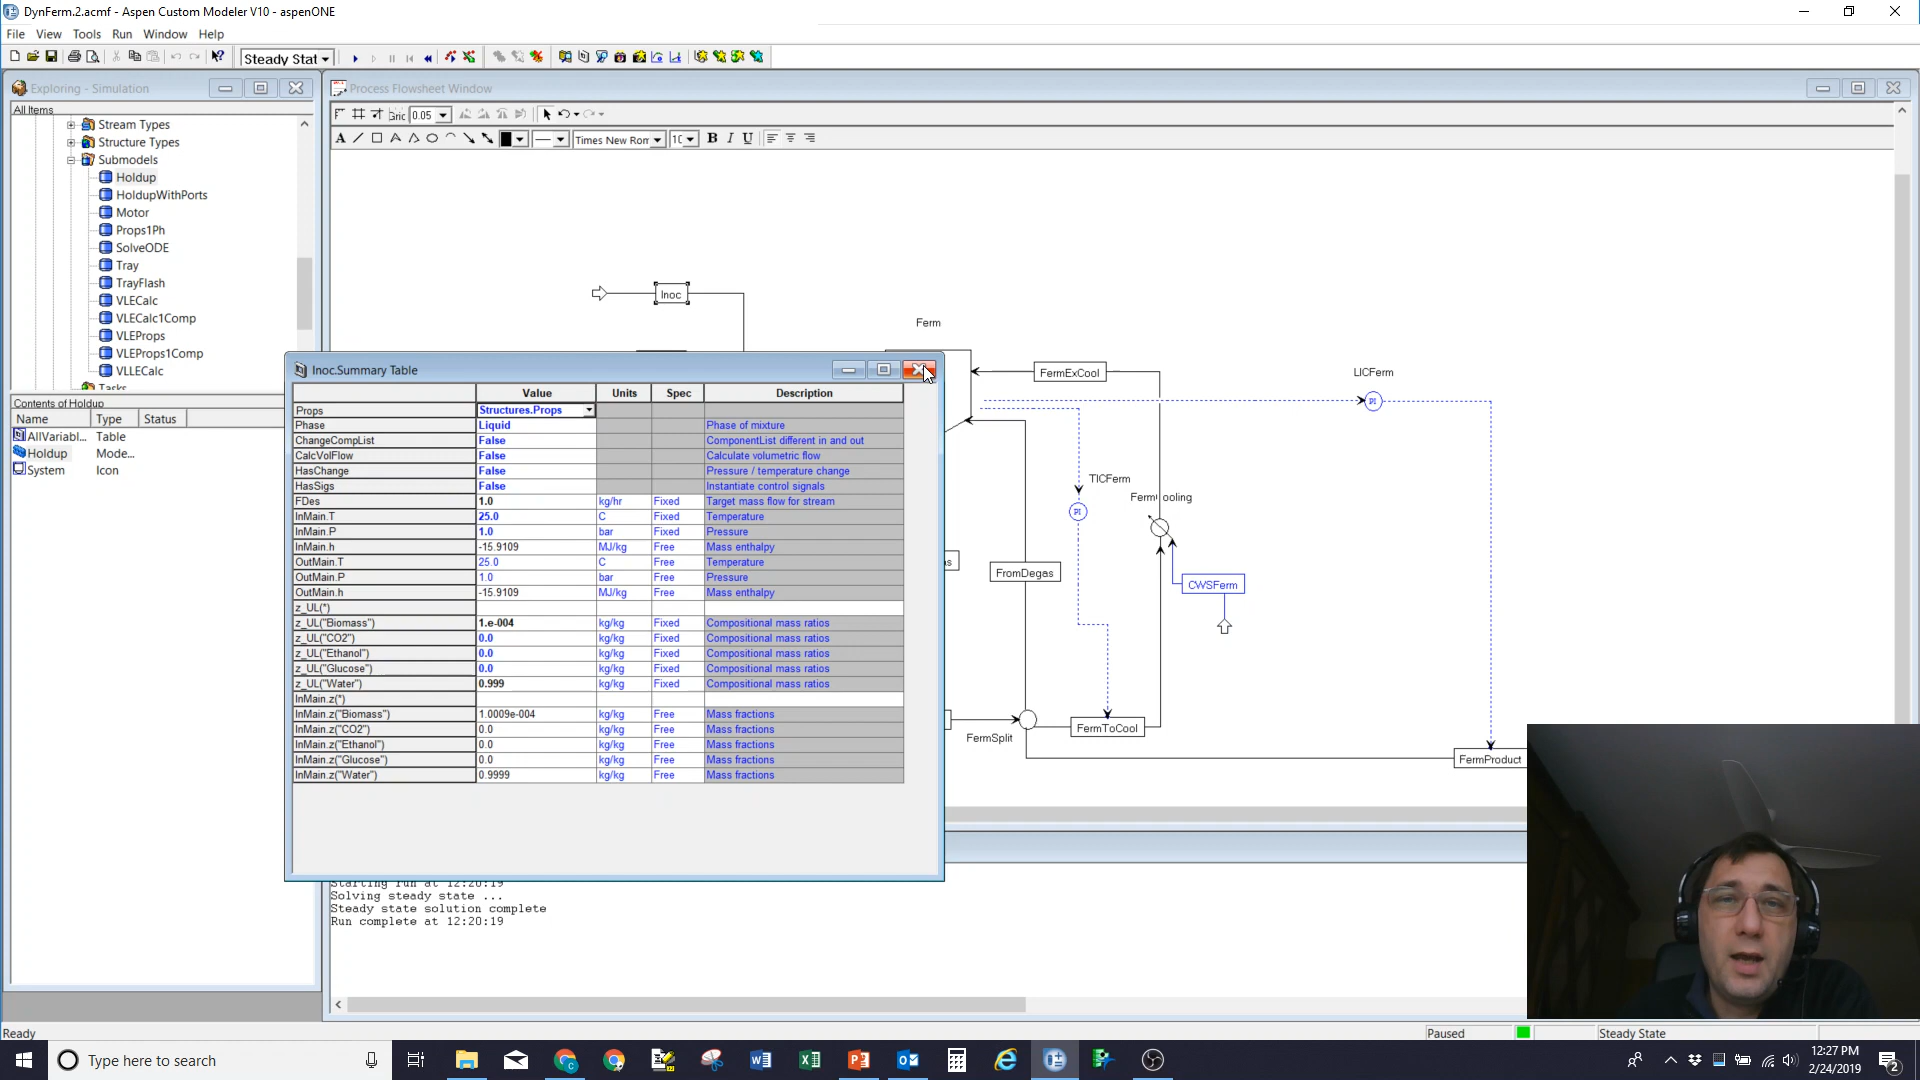 DynFerm.2.acmf - Aspen Custom Modeler V10 - aspenONE
File View Tools Run Window Help
Steady Stat
Exploring - Simulation
All Items
Stream Types
Structure Types
Submodels
Holdup
HoldupWithPorts
Motor
Props1Ph
SolveODE
Tray
TrayFlash
VLECalc
VLECalc1Comp
VLEProps
VLEProps1Comp
VLLECalc
Tasks
Contents of Holdup
Name Type Status
AllVariabl... Table
Holdup Mode...
System Icon
Process Flowsheet Window
Grid 0.05
A Times New Rom 10 B I U
Inoc
Ferm
FermExCool
LICFerm
PI
TICFerm
FermCooling
PI
FromDegas
CWSFerm
FermSplit
FermToCool
FermProduct
Inoc.Summary Table
Value Units Spec Description
Props Structures.Props
Phase Liquid Phase of mixture
ChangeCompList False ComponentList different in and out
CalcVolFlow False Calculate volumetric flow
HasChange False Pressure / temperature change
HasSigs False Instantiate control signals
FDes 1.0 kg/hr Fixed Target mass flow for stream
InMain.T 25.0 C Fixed Temperature
InMain.P 1.0 bar Fixed Pressure
InMain.h -15.9109 MJ/kg Free Mass enthalpy
OutMain.T 25.0 C Free Temperature
OutMain.P 1.0 bar Free Pressure
OutMain.h -15.9109 MJ/kg Free Mass enthalpy
z_UL(*)
z_UL("Biomass") 1.e-004 kg/kg Fixed Compositional mass ratios
z_UL("CO2") 0.0 kg/kg Fixed Compositional mass ratios
z_UL("Ethanol") 0.0 kg/kg Fixed Compositional mass ratios
z_UL("Glucose") 0.0 kg/kg Fixed Compositional mass ratios
z_UL("Water") 0.999 kg/kg Fixed Compositional mass ratios
InMain.z(*)
InMain.z("Biomass") 1.0009e-004 kg/kg Free Mass fractions
InMain.z("CO2") 0.0 kg/kg Free Mass fractions
InMain.z("Ethanol") 0.0 kg/kg Free Mass fractions
InMain.z("Glucose") 0.0 kg/kg Free Mass fractions
InMain.z("Water") 0.9999 kg/kg Free Mass fractions
Starting run at 12:20:19
Solving steady state ...
Steady state solution complete
Run complete at 12:20:19
Ready Paused Steady State
Type here to search
12:27 PM
2/24/2019
2